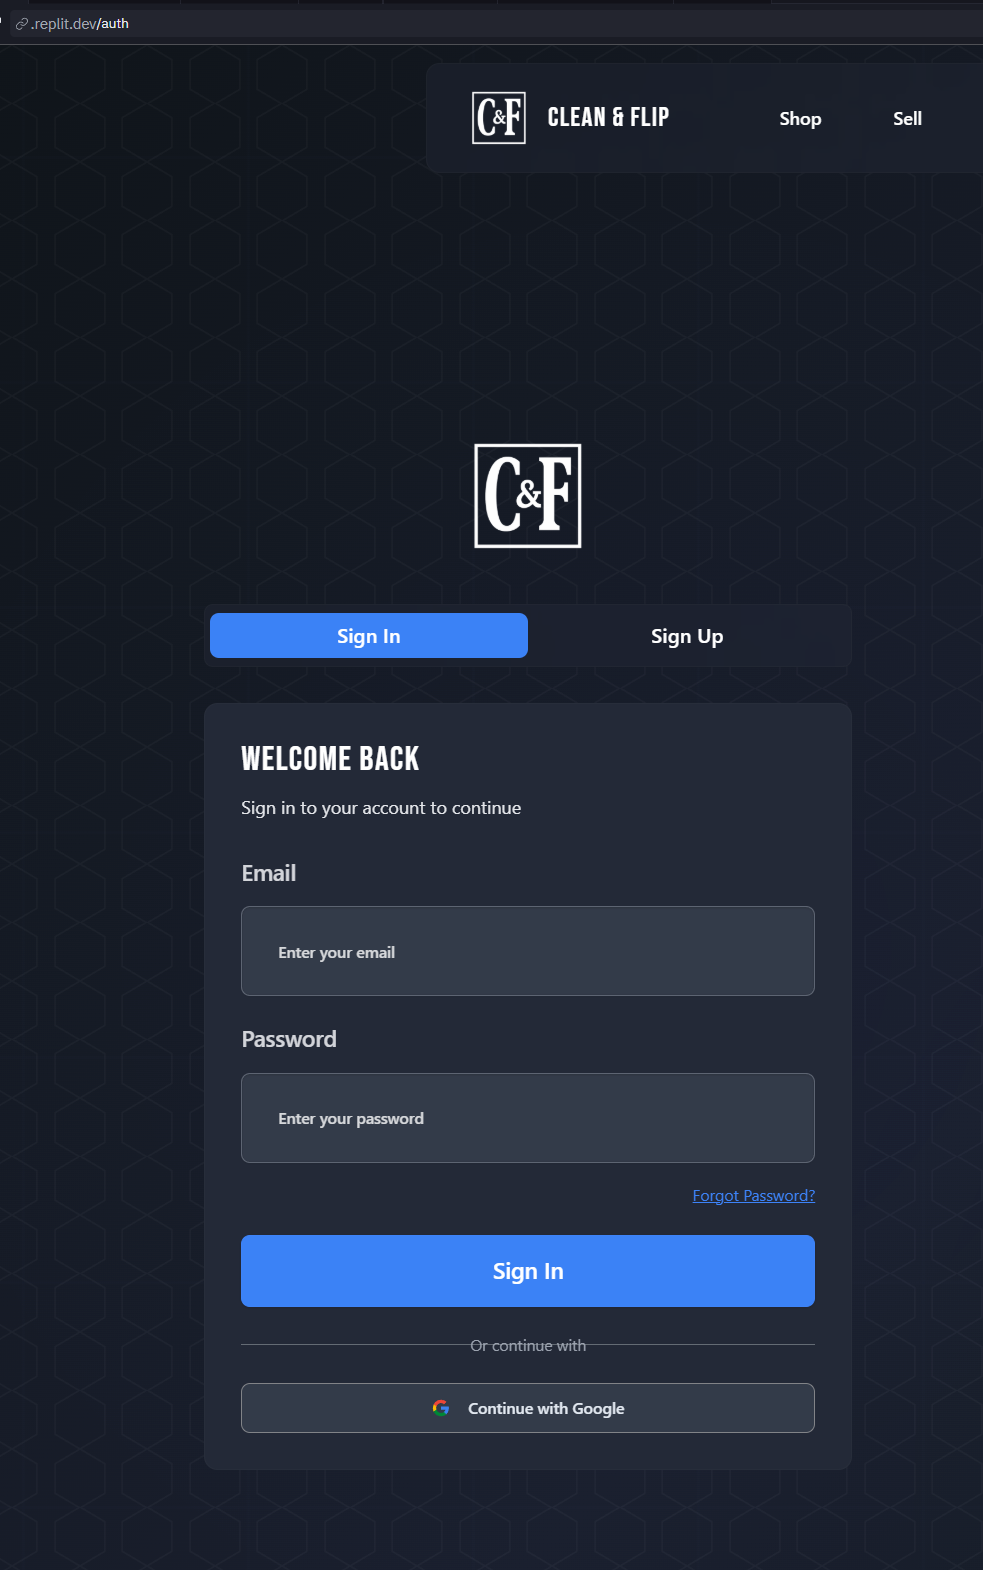 .replit.dev/auth
C&F
CLEAN & FLIP
Shop
Sell
C&F
Sign In
Sign Up
WELCOME BACK
Sign in to your account to continue
Email
Enter your email
Password
Enter your password
Forgot Password?
Sign In
Or continue with
Continue with Google